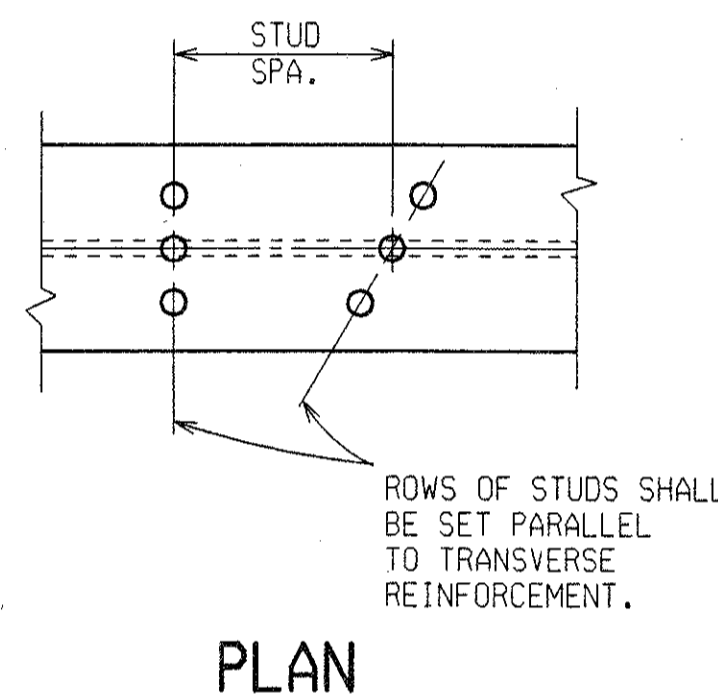 STUD
SPA.
ROWS OF STUDS SHALL
BE SET PARALLEL
TO TRANSVERSE
REINFORCEMENT.
PLAN